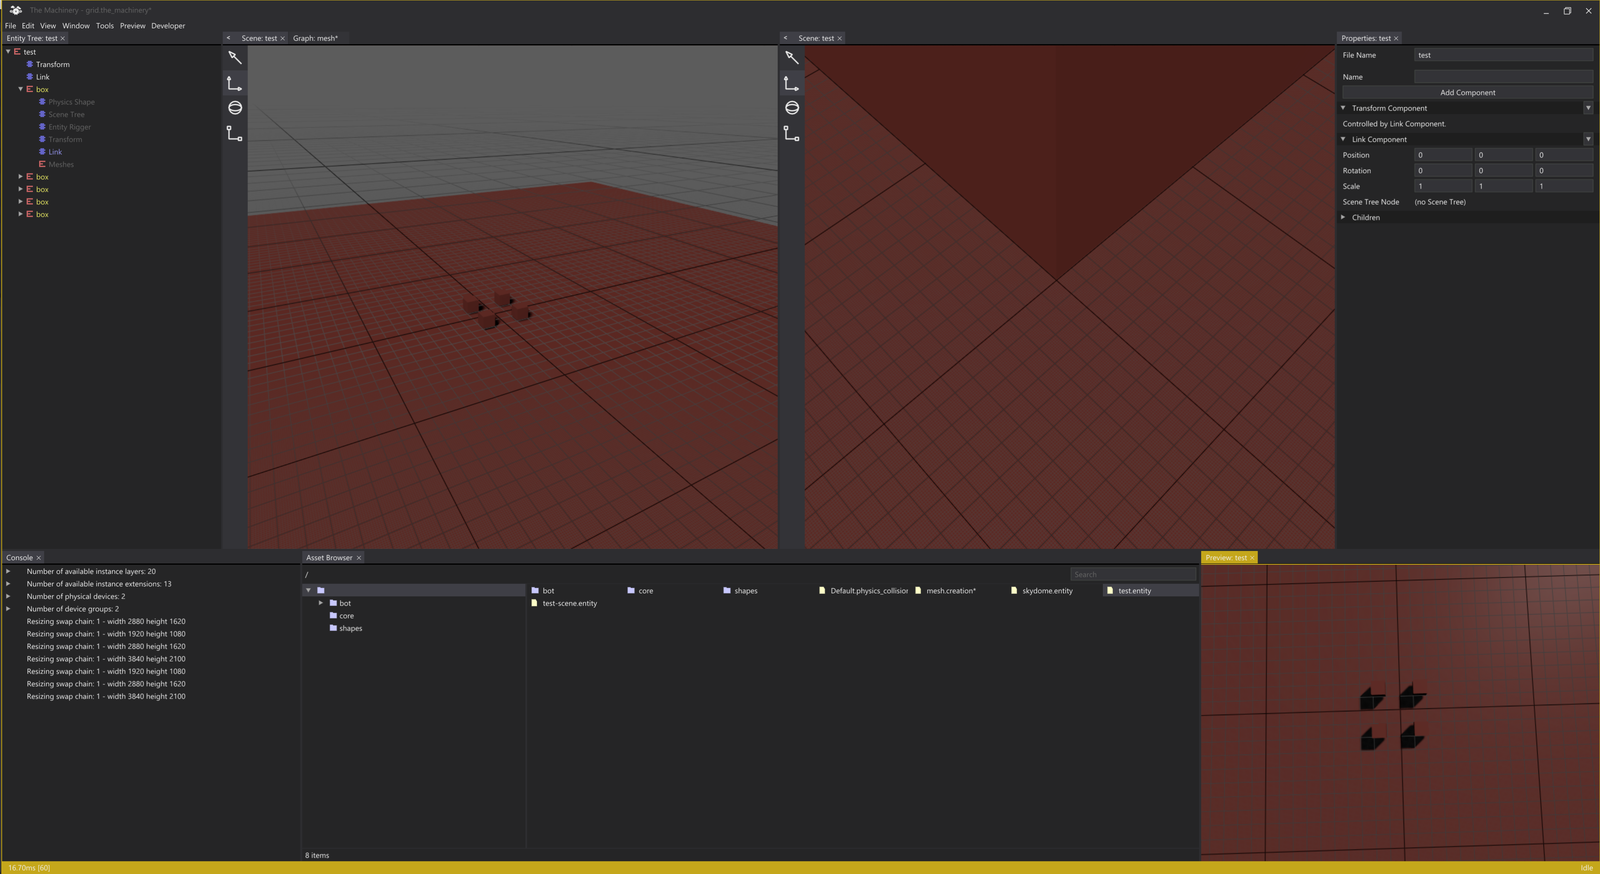 The Machinery - grid.the_machinery*
File Edit View Window Tools Preview Developer
Entity Tree: test
test
Transform
Link
box
Physics Shape
Scene Tree
Entity Rigger
Transform
Link
Meshes
box
box
box
box
Scene: test
Graph: mesh*
Scene: test
Properties: test
File Name test
Name
Add Component
Transform Component
Controlled by Link Component.
Link Component
Position 0 0 0
Rotation 0 0 0
Scale 1 1 1
Scene Tree Node (no Scene Tree)
Children
Console
Number of available instance layers: 20
Number of available instance extensions: 13
Number of physical devices: 2
Number of device groups: 2
Resizing swap chain: 1 - width 2880 height 1620
Resizing swap chain: 1 - width 1920 height 1080
Resizing swap chain: 1 - width 2880 height 1620
Resizing swap chain: 1 - width 3840 height 2100
Resizing swap chain: 1 - width 1920 height 1080
Resizing swap chain: 1 - width 2880 height 1620
Resizing swap chain: 1 - width 3840 height 2100
Asset Browser
/
Search
bot
core
shapes
bot core shapes Default.physics_collisior mesh.creation* skydome.entity test.entity
test-scene.entity
8 items
Preview: test
16.70ms [60]
Idle